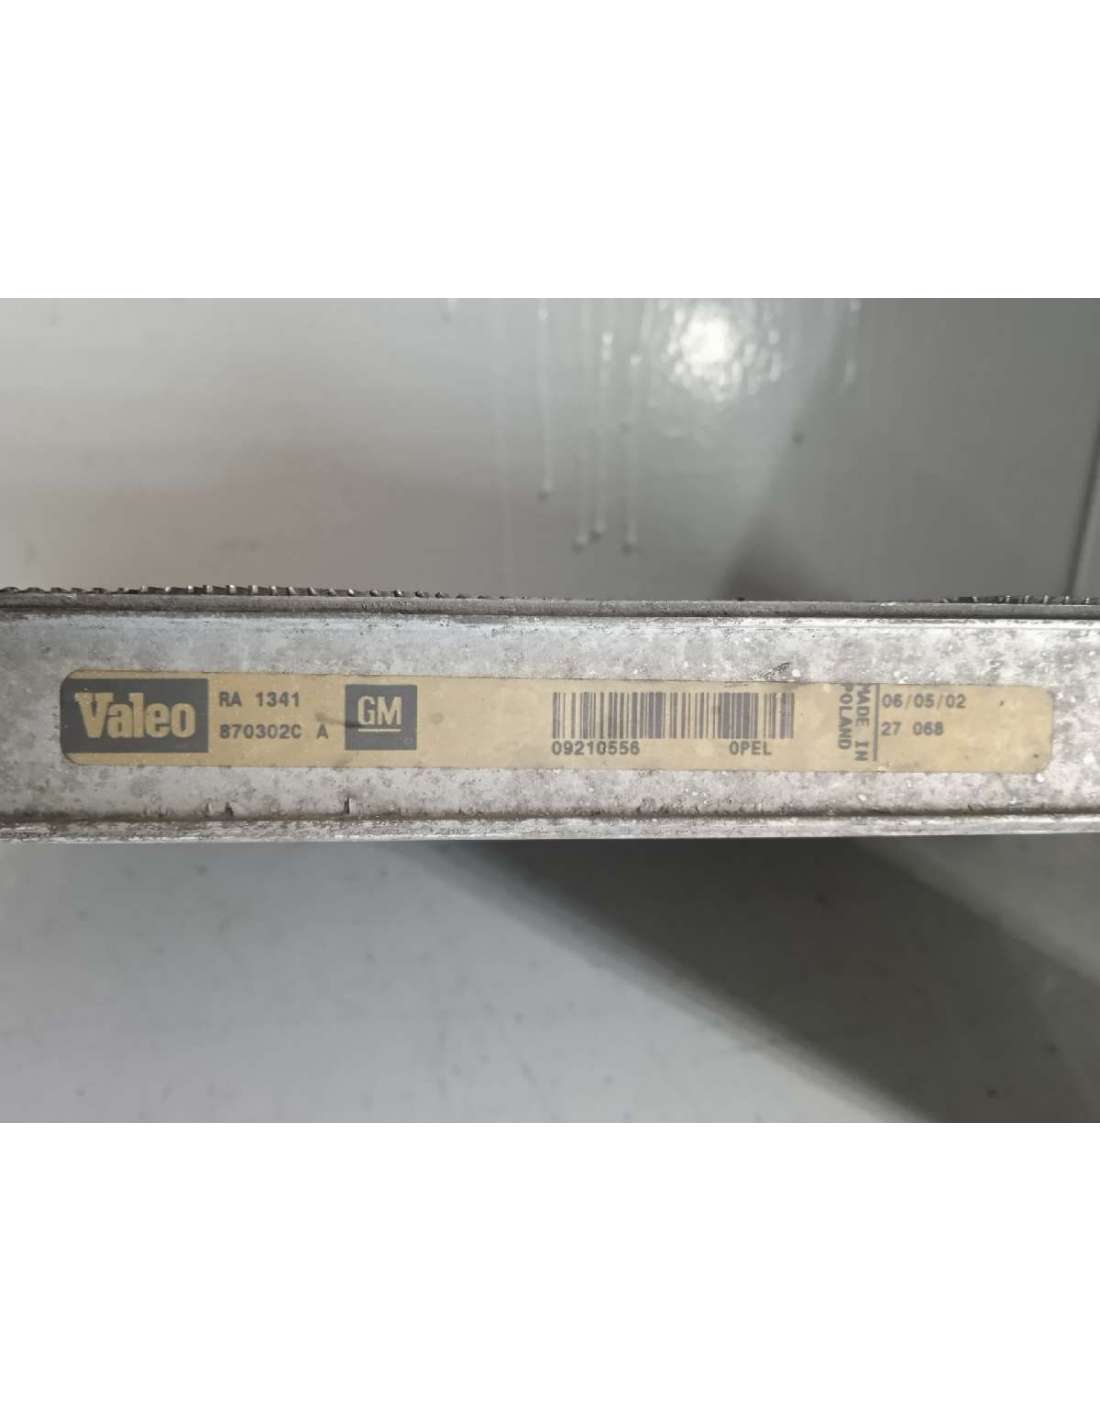 Valeo
RA 1341
870302C A
GM
09210556 OPEL
MADE IN
POLAND
06/05/02
27 068